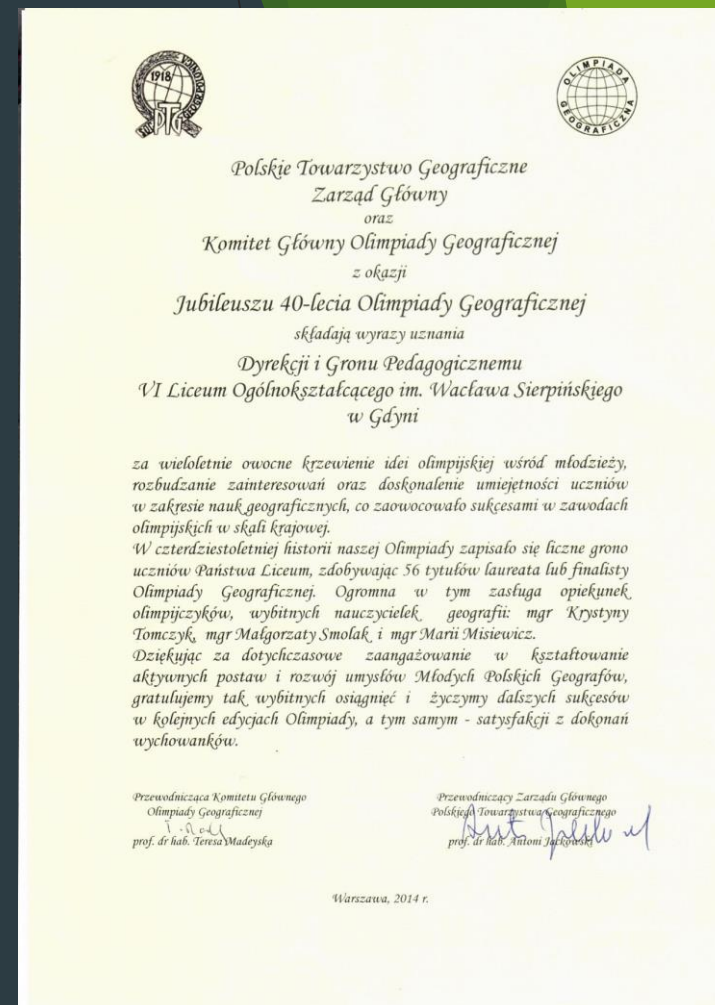 1918
PTG
OLIMPIADA
GEOGRAFICZNA
Polskie Towarzystwo Geograficzne
Zarząd Główny
oraz
Komitet Główny Olimpiady Geograficznej
z okazji
Jubileuszu 40-lecia Olimpiady Geograficznej
składają wyrazy uznania
Dyrekcji i Gronu Pedagogicznemu
VI Liceum Ogólnokształcącego im. Wacława Sierpińskiego
w Gdyni
za wieloletnie owocne krzewienie idei olimpijskiej wśród młodzieży,
rozbudzanie zainteresowań oraz doskonalenie umiejętności uczniów
w zakresie nauk geograficznych, co zaowocowało sukcesami w zawodach
olimpijskich w skali krajowej.
W czterdziestoletniej historii naszej Olimpiady zapisało się liczne grono
uczniów Państwa Liceum, zdobywając 56 tytułów laureata lub finalisty
Olimpiady Geograficznej. Ogromna w tym zasługa opiekunek
olimpijczyków, wybitnych nauczycielek geografii: mgr Krystyny
Tomczyk, mgr Małgorzaty Smolak i mgr Marii Misiewicz.
Dziękując za dotychczasowe zaangażowanie w kształtowanie
aktywnych postaw i rozwój umysłów Młodych Polskich Geografów,
gratulujemy tak wybitnych osiągnięć i życzymy dalszych sukcesów
w kolejnych edycjach Olimpiady, a tym samym - satysfakcji z dokonań
wychowanków.
Przewodnicząca Komitetu Głównego
Olimpiady Geograficznej
prof. dr hab. Teresa Madeyska
Przewodniczący Zarządu Głównego
Polskiego Towarzystwa Geograficznego
prof. dr hab. Antoni Jackowski
Warszawa, 2014 r.